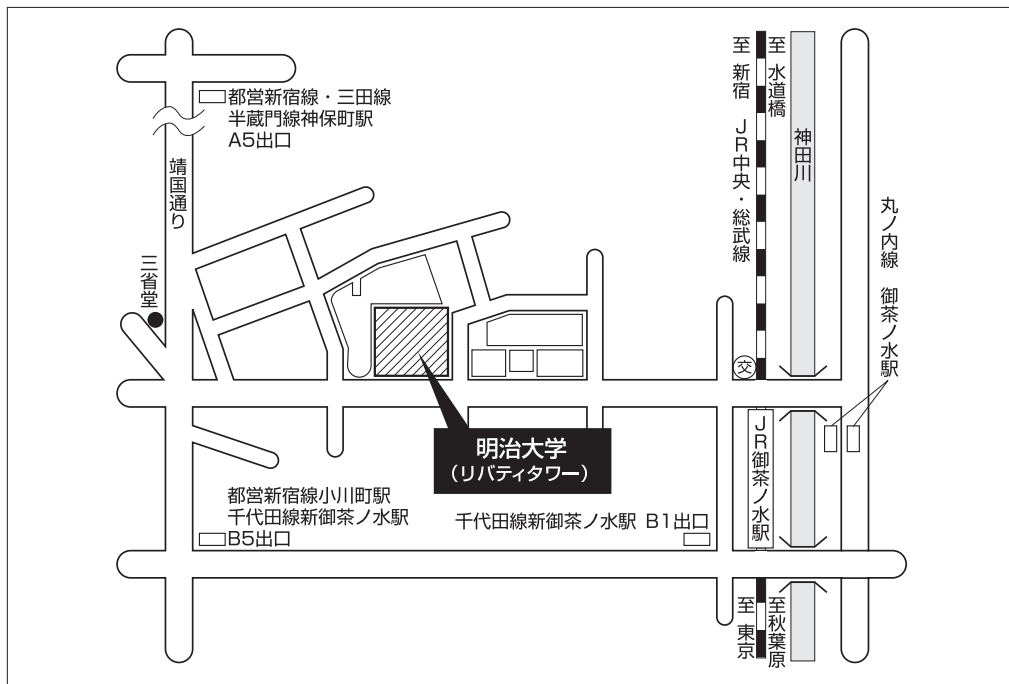 都営新宿線・三田線
半蔵門線神保町駅
A5出口
靖国通り
三省堂
至 新宿
至 水道橋
JR中央・総武線
神田川
丸ノ内線 御茶ノ水駅
交
明治大学
（リバティタワー）
JR御茶ノ水駅
都営新宿線小川町駅
千代田線新御茶ノ水駅
B5出口
千代田線新御茶ノ水駅 B1出口
至 東京
至秋葉原